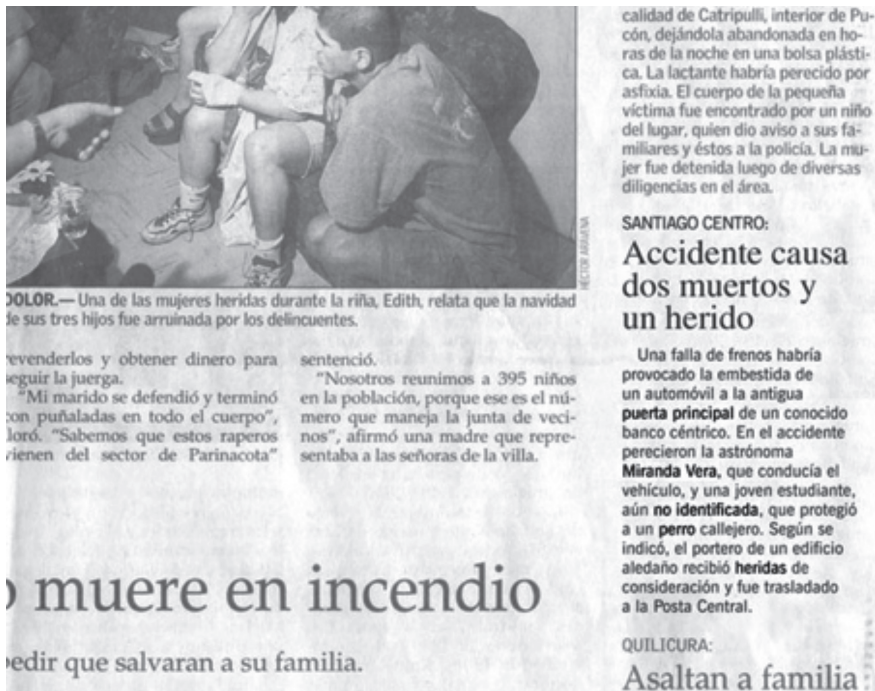 HÉCTOR ARAVENA
DOLOR.— Una de las mujeres heridas durante la riña, Edith, relata que la navidad
de sus tres hijos fue arruinada por los delincuentes.
revenderlos y obtener dinero para
seguir la juerga.
"Mi marido se defendió y terminó
con puñaladas en todo el cuerpo",
lloró. "Sabemos que estos raperos
vienen del sector de Parinacota"
sentenció.
"Nosotros reunimos a 395 niños
en la población, porque ese es el nú-
mero que maneja la junta de veci-
nos", afirmó una madre que repre-
sentaba a las señoras de la villa.
o muere en incendio
pedir que salvaran a su familia.
calidad de Catripulli, interior de Pu-
cón, dejándola abandonada en ho-
ras de la noche en una bolsa plásti-
ca. La lactante habría perecido por
asfixia. El cuerpo de la pequeña
víctima fue encontrado por un niño
del lugar, quien dio aviso a sus fa-
miliares y éstos a la policía. La mu-
jer fue detenida luego de diversas
diligencias en el área.
SANTIAGO CENTRO:
Accidente causa
dos muertos y
un herido
Una falla de frenos habría
provocado la embestida de
un automóvil a la antigua
puerta principal de un conocido
banco céntrico. En el accidente
perecieron la astrónoma
Miranda Vera, que conducía el
vehículo, y una joven estudiante,
aún no identificada, que protegió
a un perro callejero. Según se
indicó, el portero de un edificio
aledaño recibió heridas de
consideración y fue trasladado
a la Posta Central.
QUILICURA:
Asaltan a familia